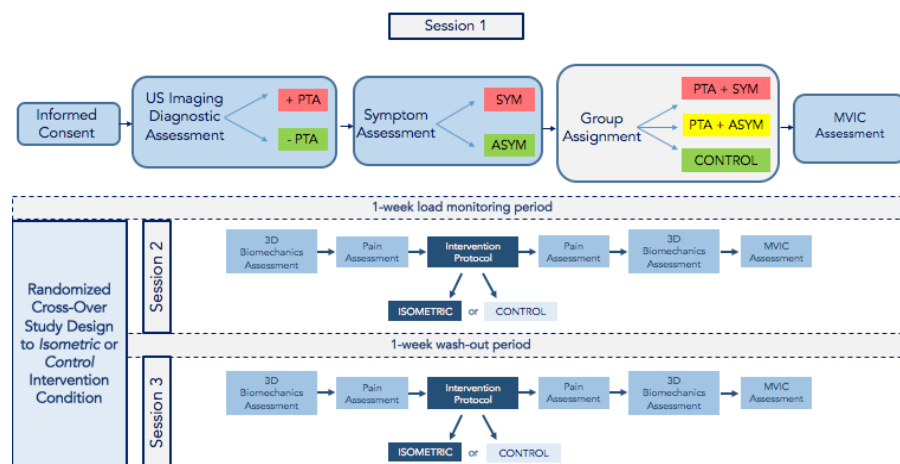 Session 1
Informed
Consent
US Imaging
Diagnostic
Assessment
+ PTA
- PTA
Symptom
Assessment
SYM
ASYM
Group
Assignment
PTA + SYM
PTA + ASYM
CONTROL
MVIC
Assessment
1-week load monitoring period
Randomized
Cross-Over
Study Design
to Isometric or
Control
Intervention
Condition
Session 2
3D
Biomechanics
Assessment
Pain
Assessment
Intervention
Protocol
Pain
Assessment
3D
Biomechanics
Assessment
MVIC
Assessment
ISOMETRIC or CONTROL
1-week wash-out period
Session 3
3D
Biomechanics
Assessment
Pain
Assessment
Intervention
Protocol
Pain
Assessment
3D
Biomechanics
Assessment
MVIC
Assessment
ISOMETRIC or CONTROL